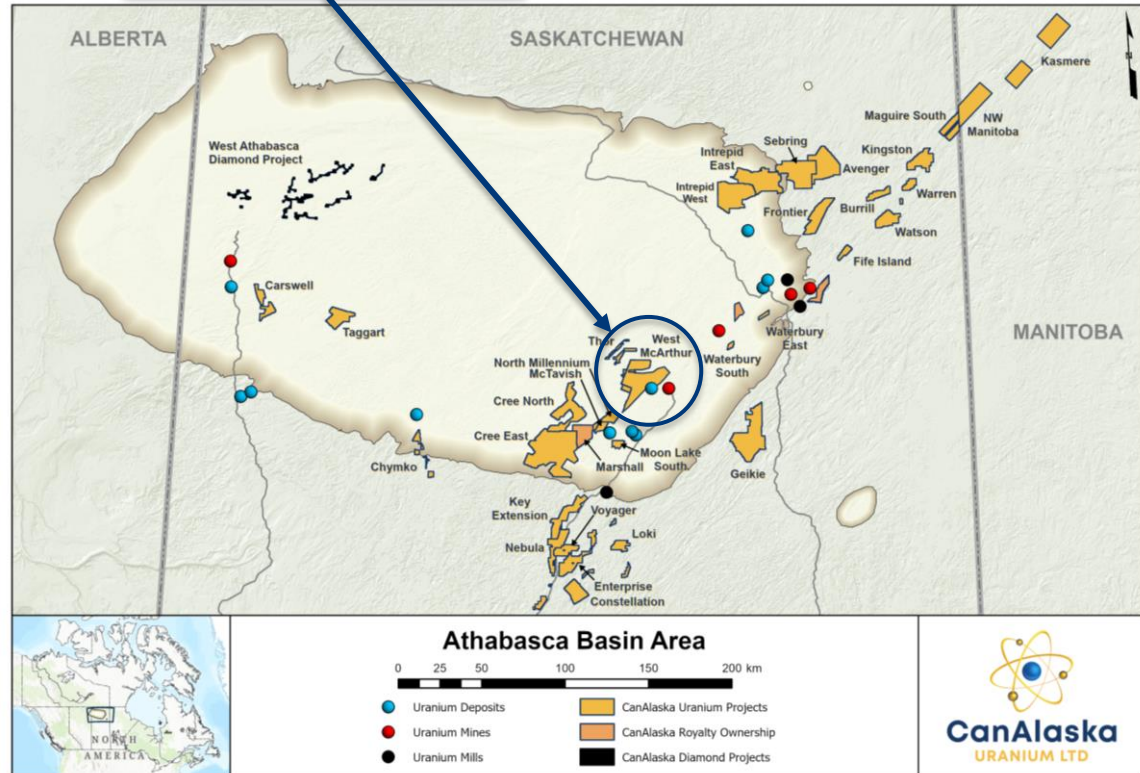 ALBERTA
SASKATCHEWAN
Kasmere
Maguire South
NW
Manitoba
West Athabasca
Diamond Project
Sebring
Kingston
Intrepid
East
Avenger
Intrepid
West
Warren
Frontier
Burrill
Watson
Fife Island
Carswell
Taggart
MANITOBA
Waterbury
East
Thor
West
McArthur
Waterbury
South
North Millennium
McTavish
Cree North
Cree East
Moon Lake
South
Marshall
Geikie
Chymko
Key
Extension
Voyager
Loki
Nebula
Enterprise
Constellation
N
Athabasca Basin Area
0 25 50 100 150 200 km
Uranium Deposits
CanAlaska Uranium Projects
Uranium Mines
CanAlaska Royalty Ownership
Uranium Mills
CanAlaska Diamond Projects
NORTH
AMERICA
CanAlaska
URANIUM LTD